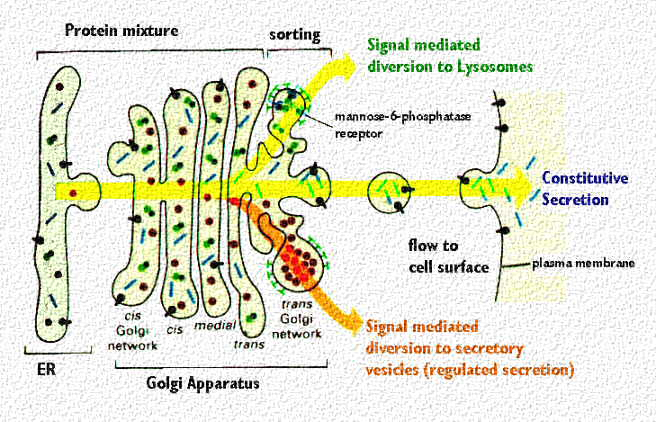 Protein mixture
sorting
Signal mediated
diversion to Lysosomes
mannose-6-phosphatase
receptor
Constitutive
Secretion
flow to
cell surface
plasma membrane
cis
Golgi
network
cis
medial
trans
trans
Golgi
network
Signal mediated
diversion to secretory
vesicles (regulated secretion)
ER
Golgi Apparatus